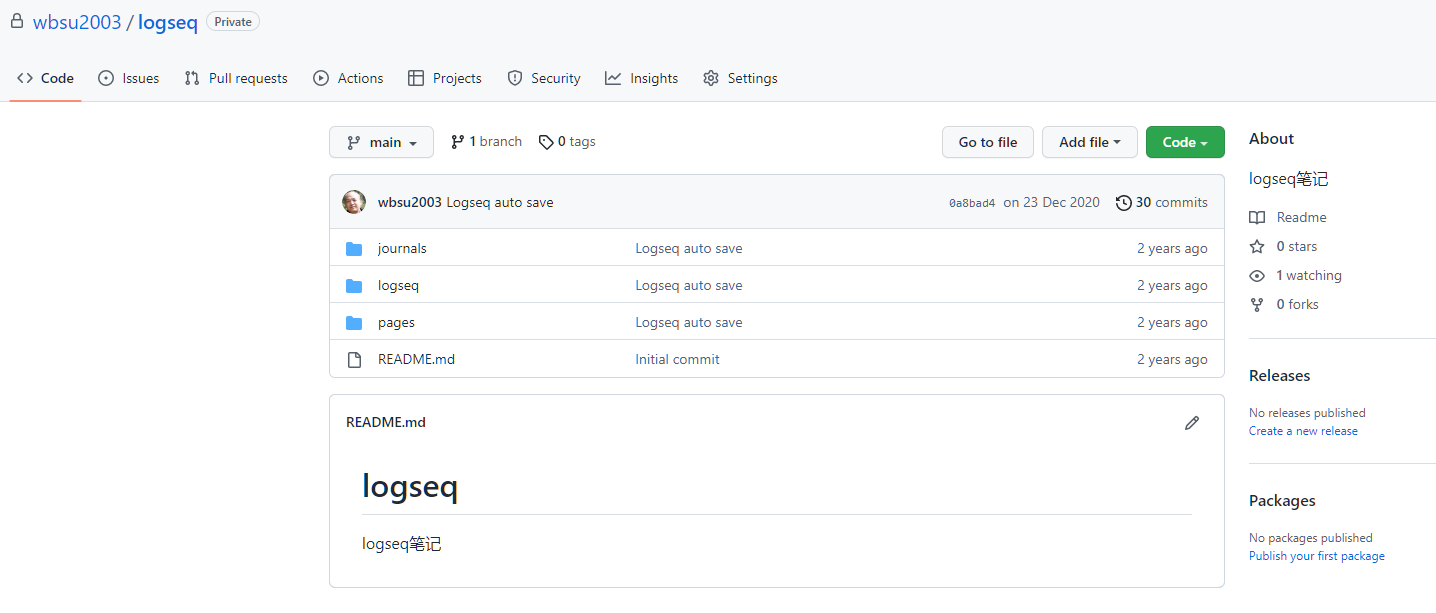 wbsu2003 / logseq Private
Code Issues Pull requests Actions Projects Security Insights Settings
main 1 branch 0 tags Go to file Add file Code
wbsu2003 Logseq auto save 0a8bad4 on 23 Dec 2020 30 commits
journals Logseq auto save 2 years ago
logseq Logseq auto save 2 years ago
pages Logseq auto save 2 years ago
README.md Initial commit 2 years ago
README.md
logseq
logseq笔记
About
logseq笔记
Readme
0 stars
1 watching
0 forks
Releases
No releases published
Create a new release
Packages
No packages published
Publish your first package